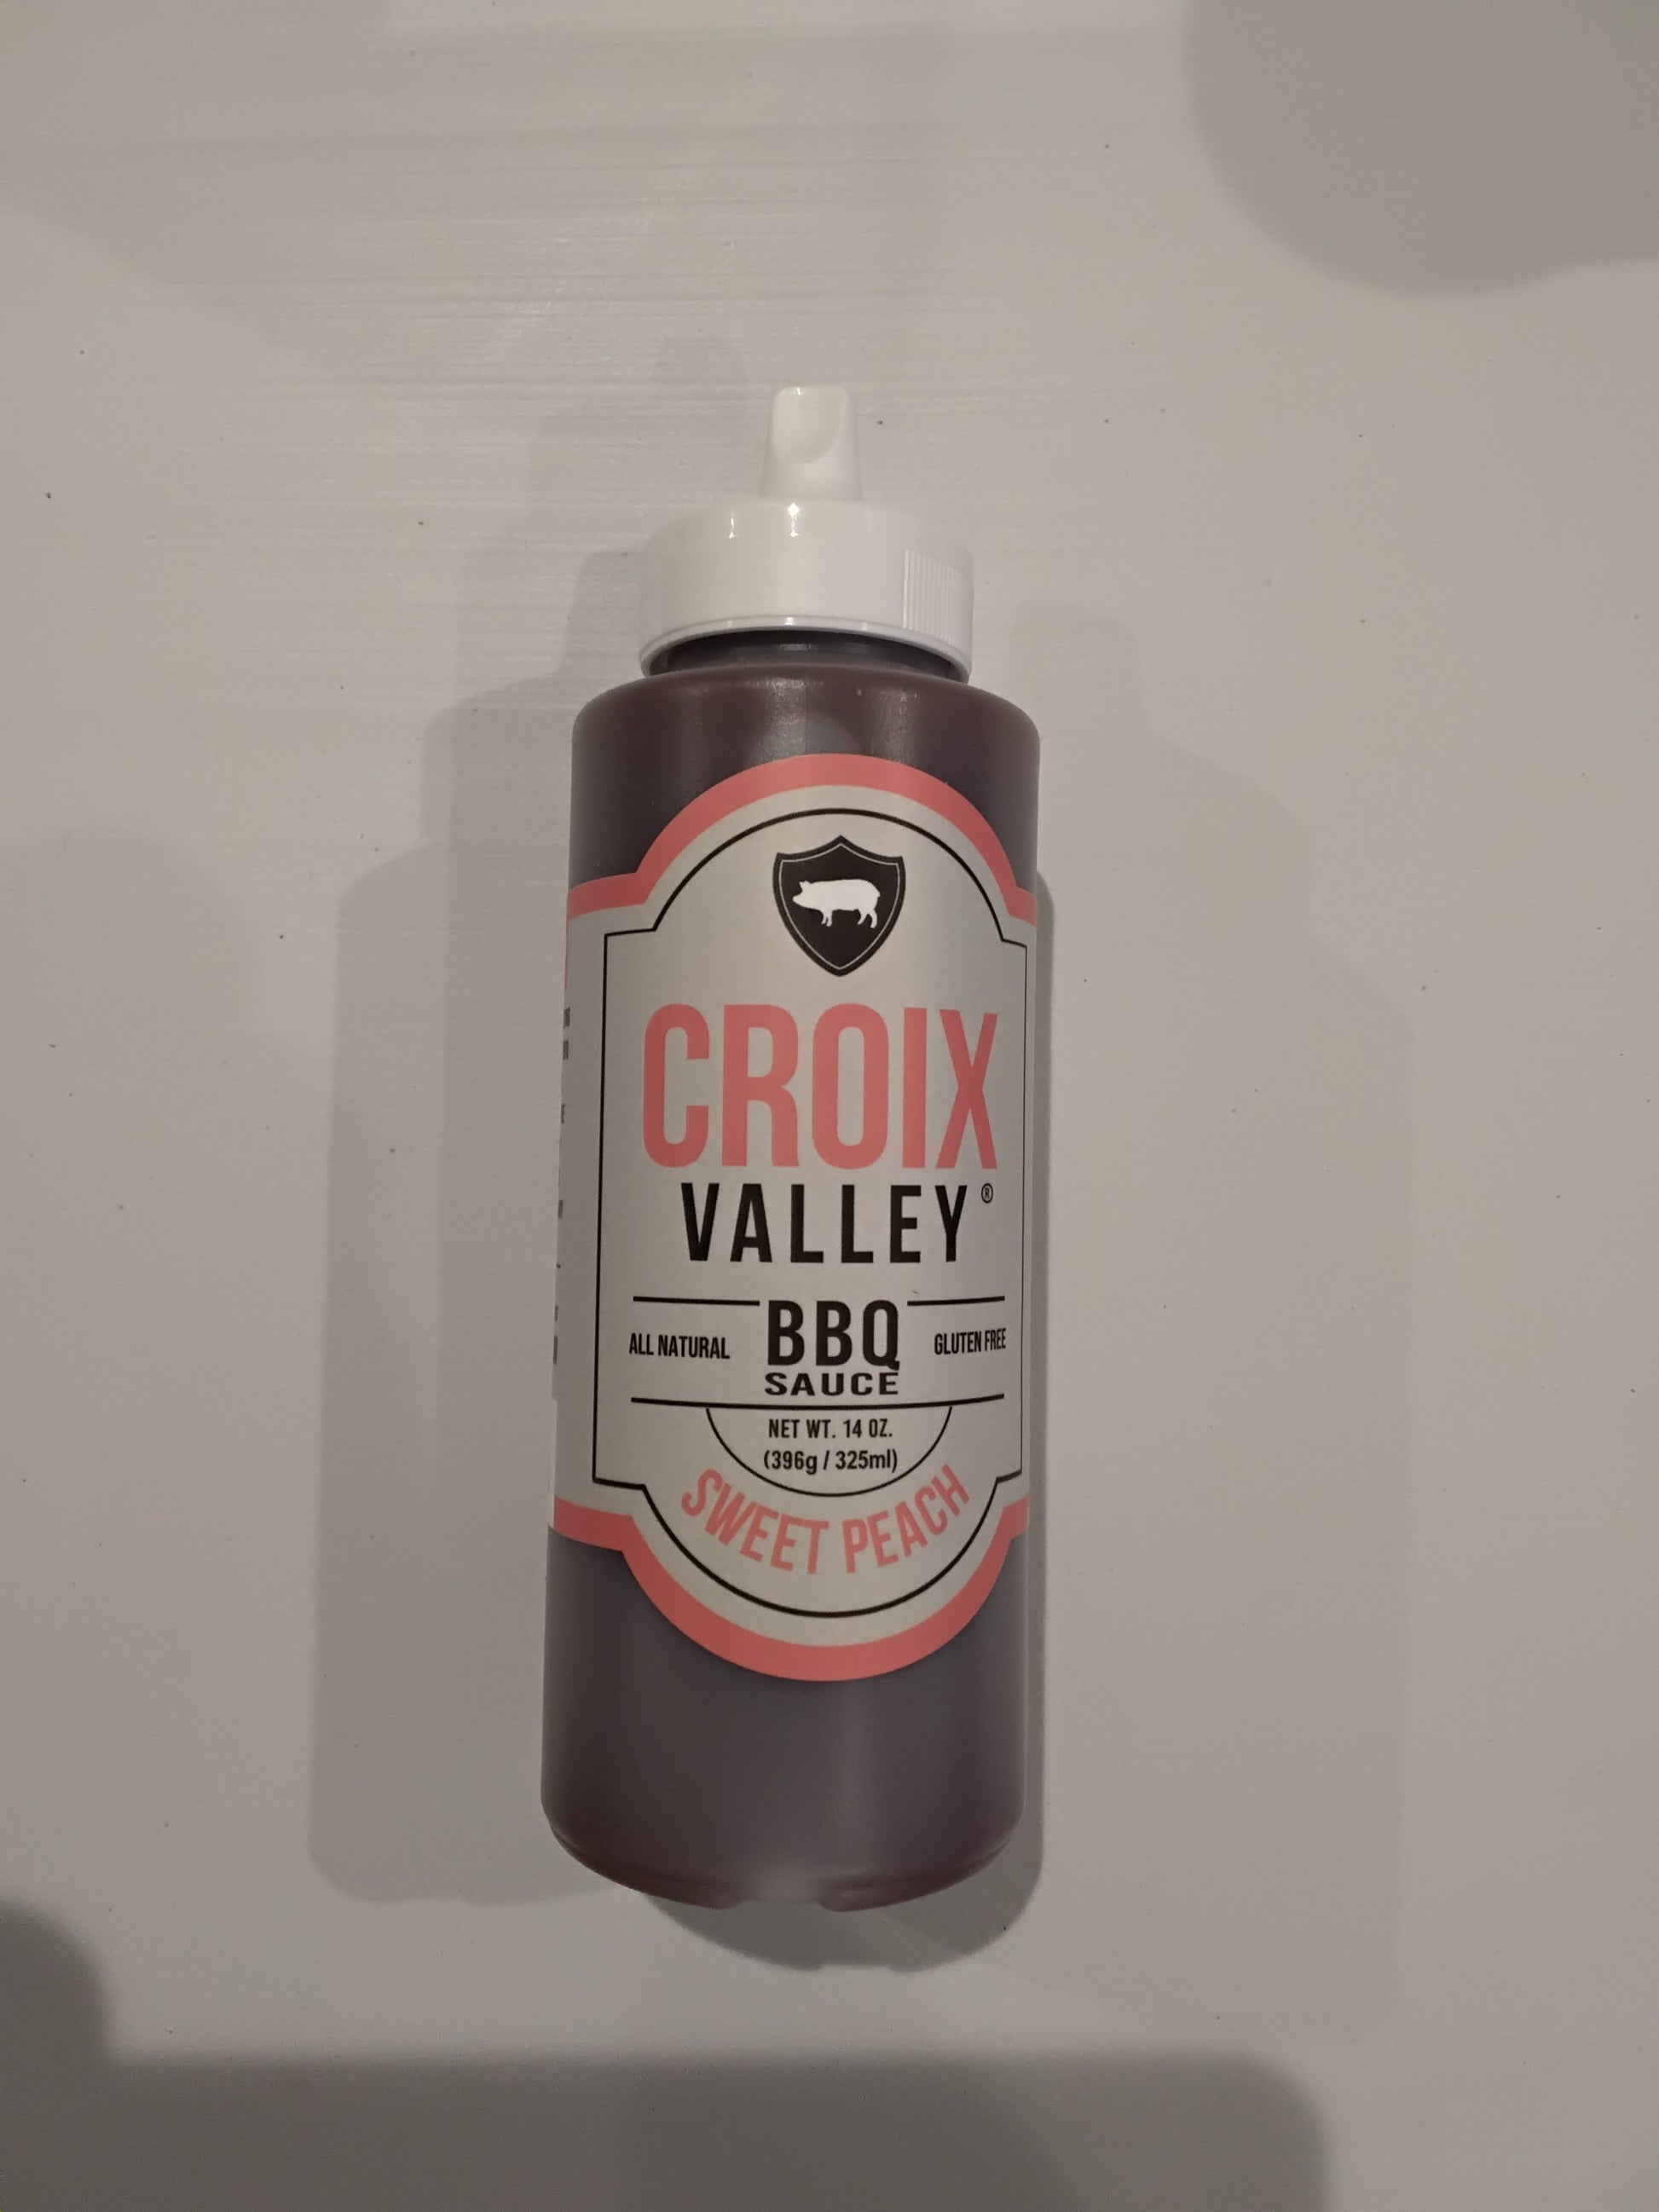 CROIX
VALLEY®
ALL NATURAL BBQ GLUTEN FREE
SAUCE
NET WT. 14 OZ.
(396g / 325ml)
SWEET PEACH